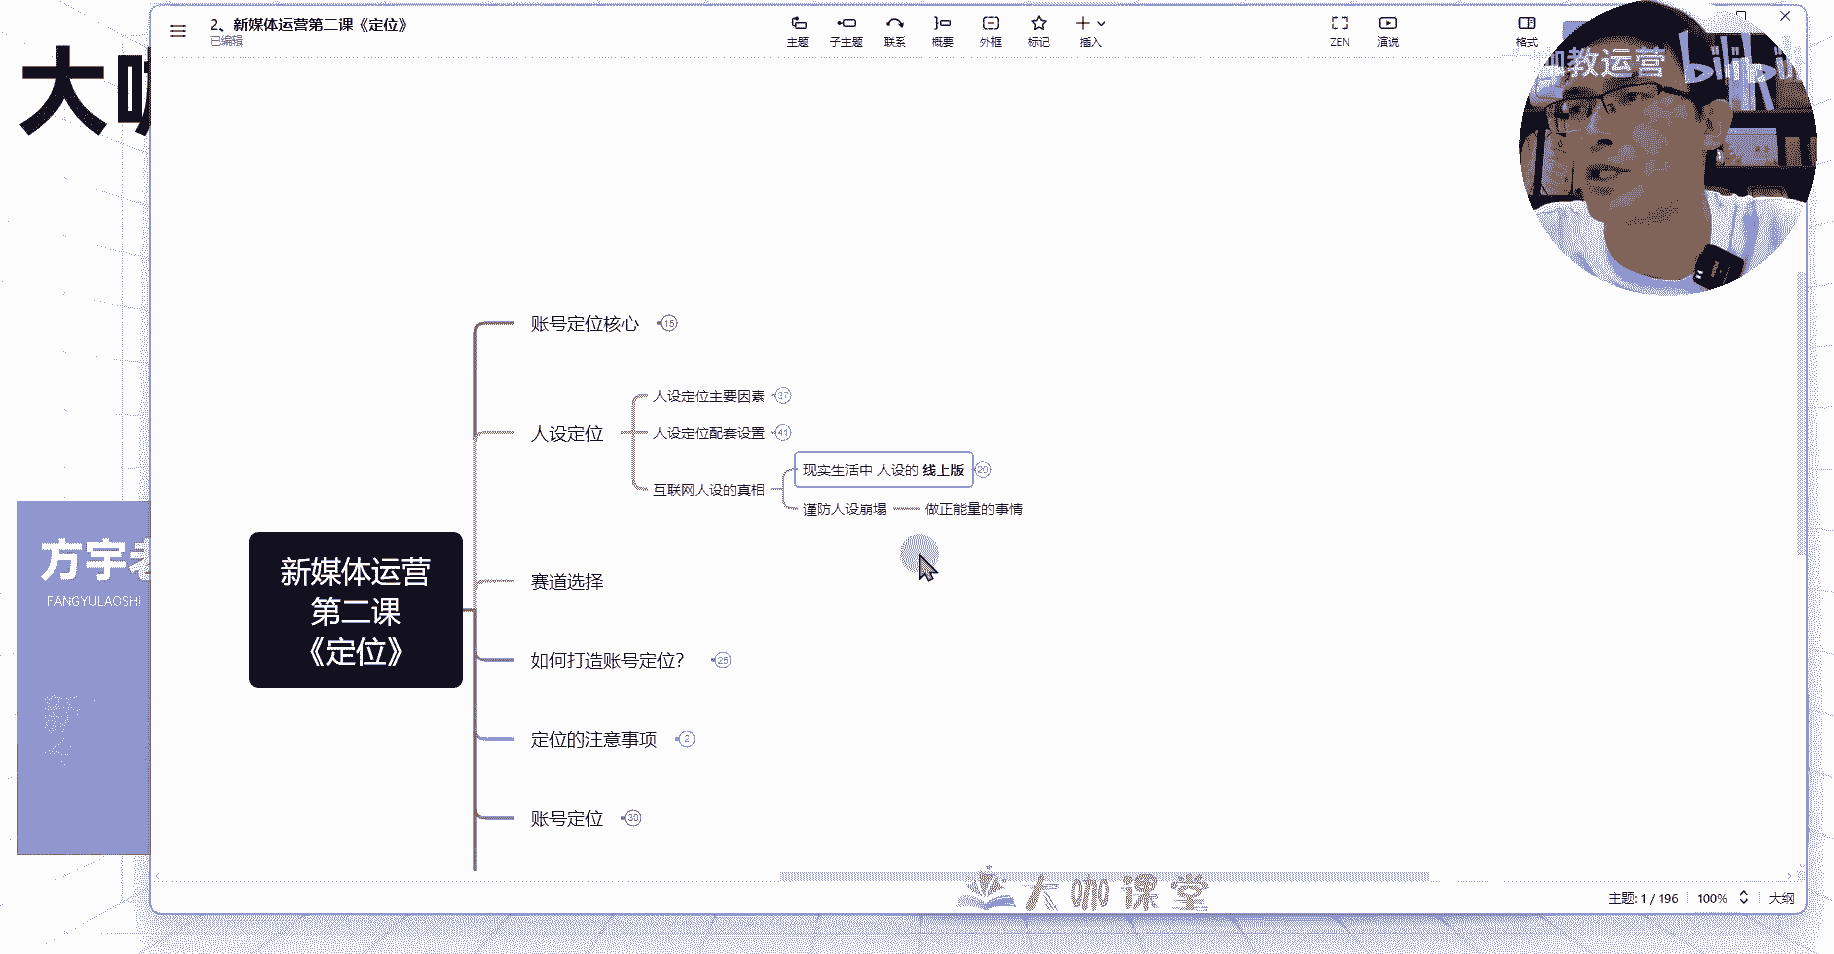 2、新媒体运营第二课《定位》
已编辑
主题
子主题
联系
概要
外框
标记
插入
ZEN
演说
格式
咖教运营
bilibili
大咖
方宇老
FANGYULAOSHI
新媒体运营
第二课
《定位》
账号定位核心 15
人设定位
人设定位主要因素 37
人设定位配套设置 41
互联网人设的真相
现实生活中 人设的 线上版 20
谨防人设崩塌
做正能量的事情
赛道选择
如何打造账号定位? 25
定位的注意事项 2
账号定位 30
大咖课堂
主题: 1 / 196
100%
大纲